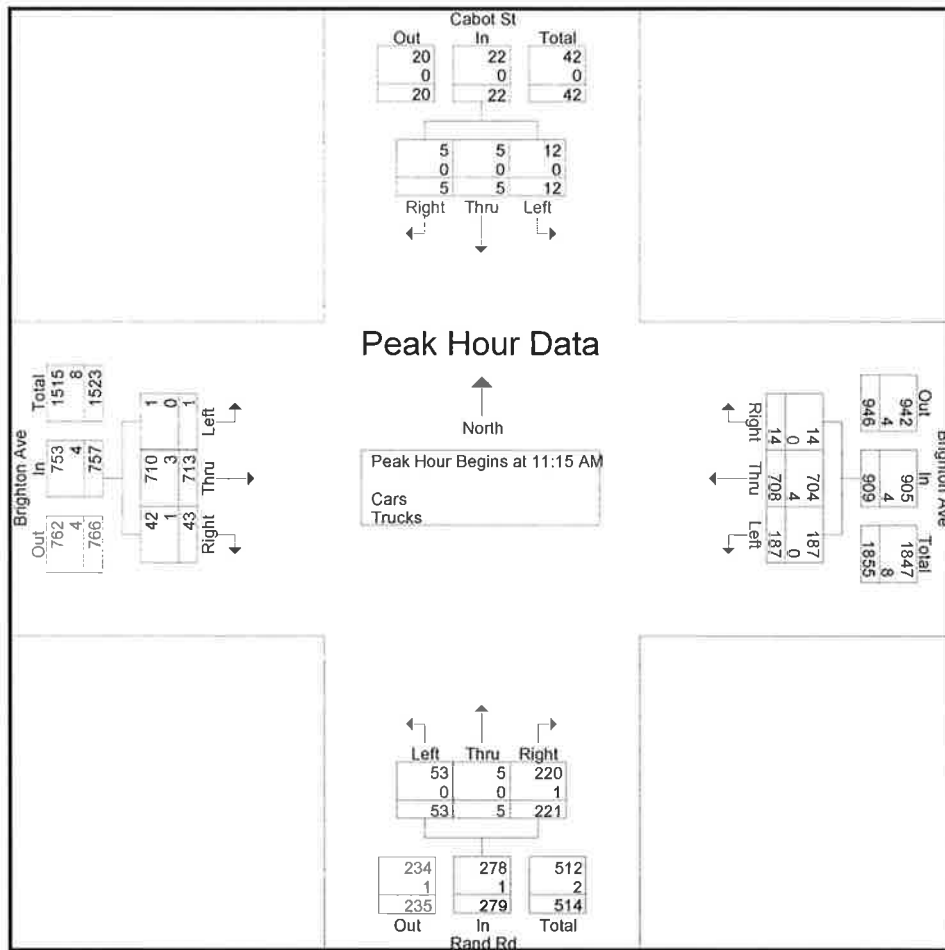 Cabot St
Out In Total
20 22 42
0 0 0
20 22 42
5 5 12
0 0 0
5 5 12
Right Thru Left
Peak Hour Data
North
Peak Hour Begins at 11:15 AM
Cars
Trucks
Brighton Ave
Total
1515
8
1523
In
753
4
757
Out
762
4
766
Left
1
0
1
Thru
710
3
713
Right
42
1
43
Right
14
0
14
Thru
704
4
708
Left
187
0
187
Out
942
4
946
In
905
4
909
Total
1847
8
1855
Brighton Ave
Left Thru Right
53 5 220
0 0 1
53 5 221
234 278 512
1 1 2
235 279 514
Out In Total
Rand Rd